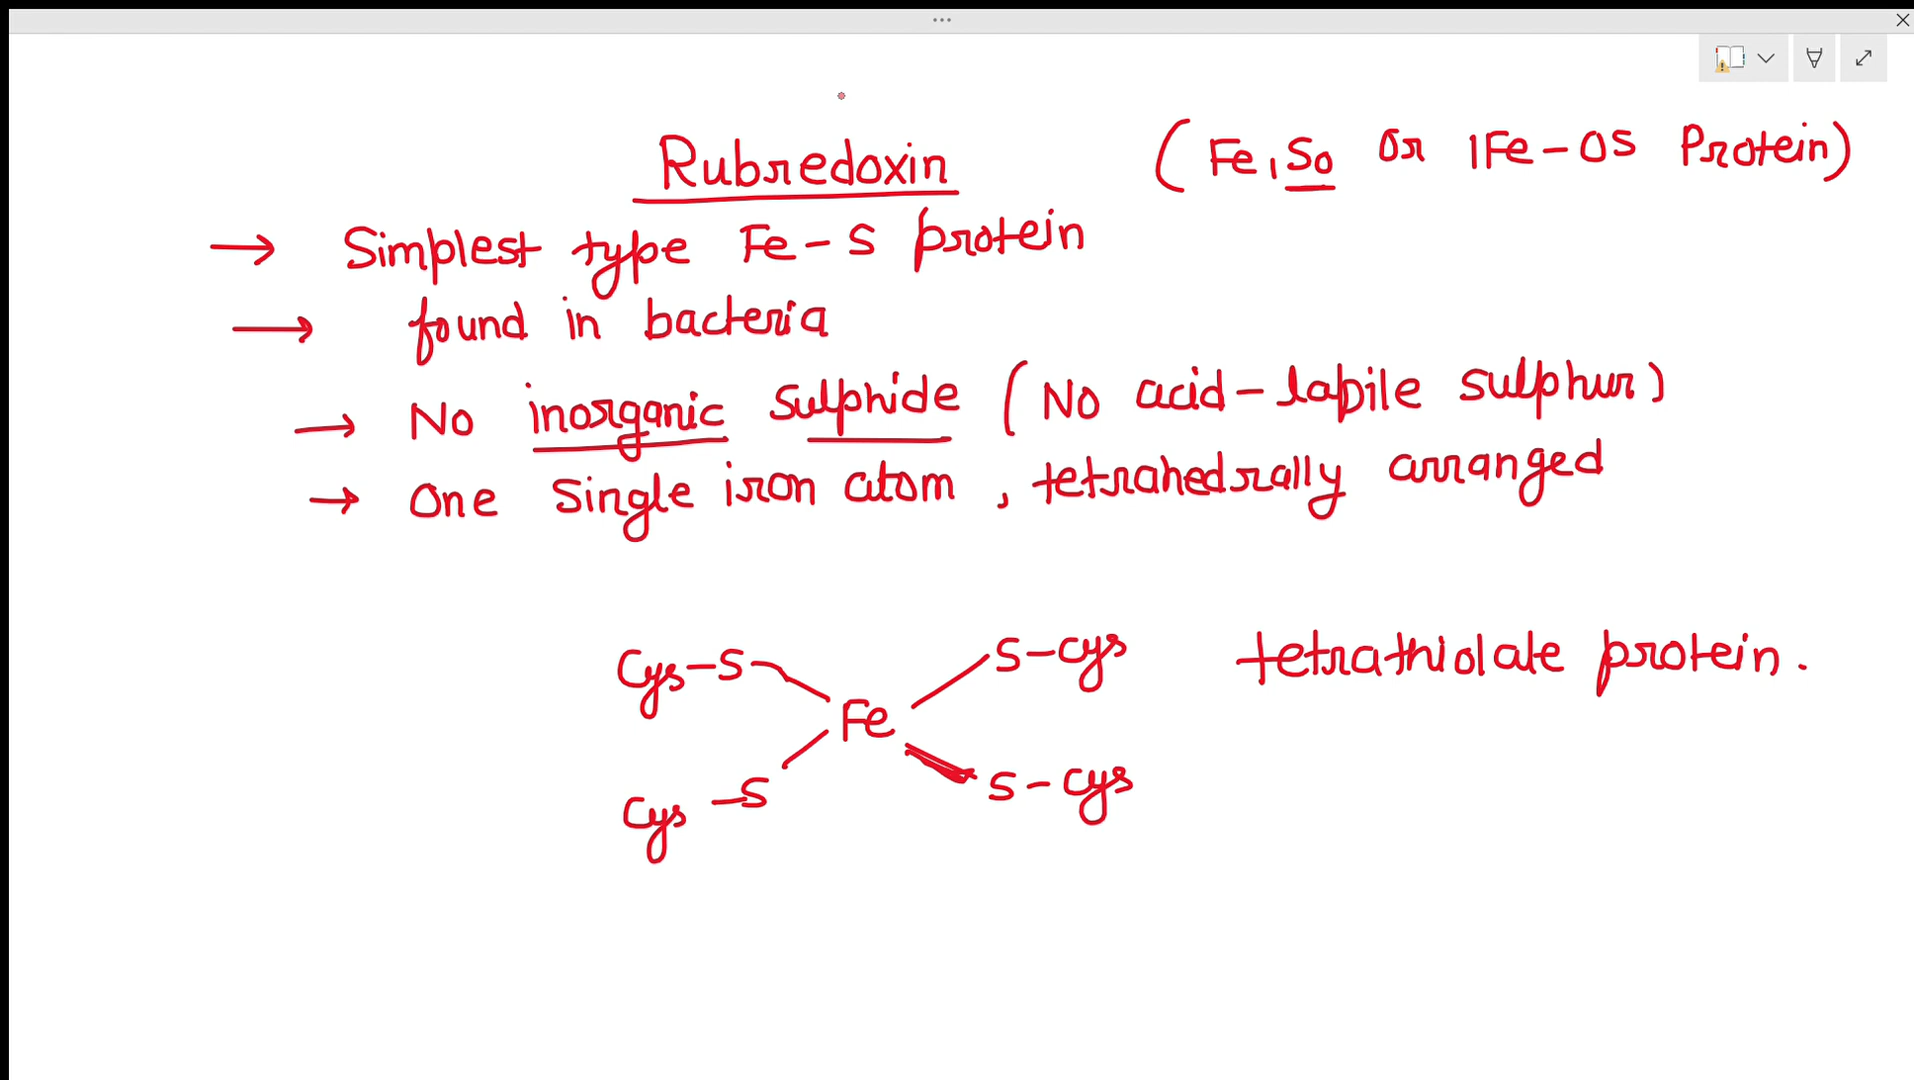 Rubredoxin (Fe1S0 or 1Fe-0S Protein)
→ Simplest type Fe-S protein
→ found in bacteria
→ No inorganic sulphide (No acid-labile sulphur)
→ One single iron atom, tetrahedrally arranged
Cys-S S-Cys tetrathiolate protein.
Fe
Cys-S S-Cys